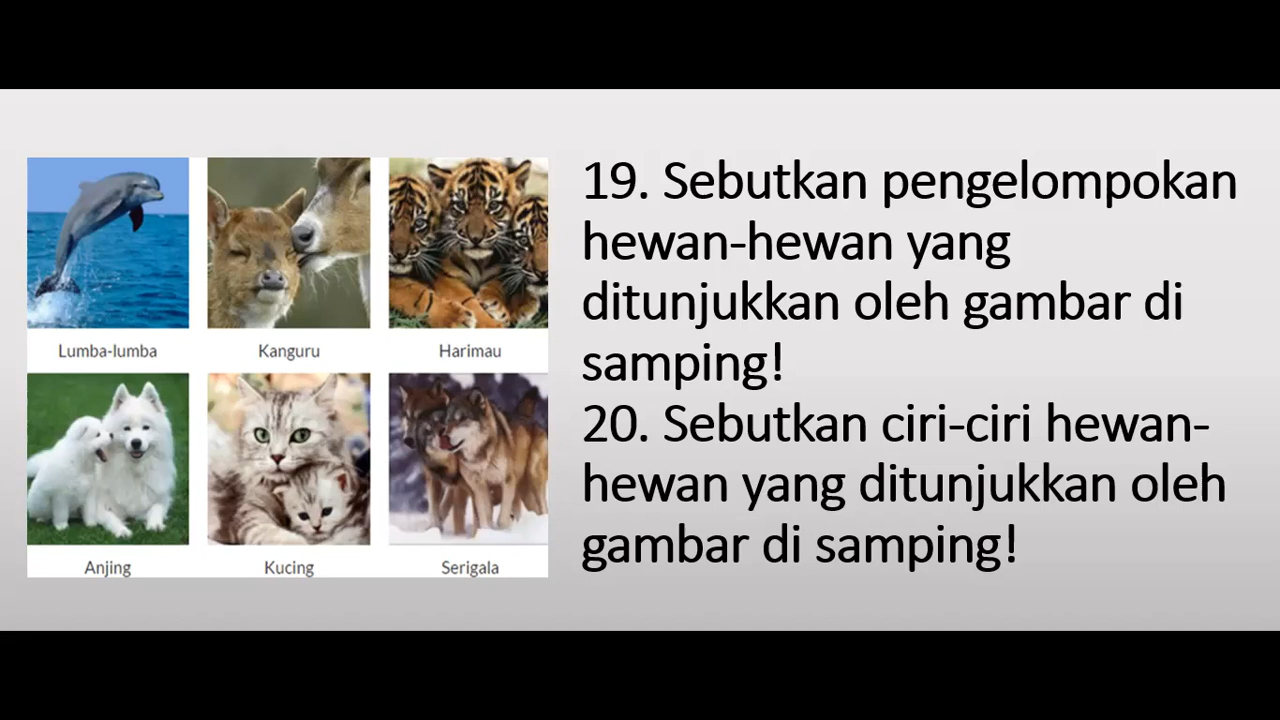 Lumba-lumba
Kanguru
Harimau
Anjing
Kucing
Serigala
19. Sebutkan pengelompokan
hewan-hewan yang
ditunjukkan oleh gambar di
samping!
20. Sebutkan ciri-ciri hewan-
hewan yang ditunjukkan oleh
gambar di samping!